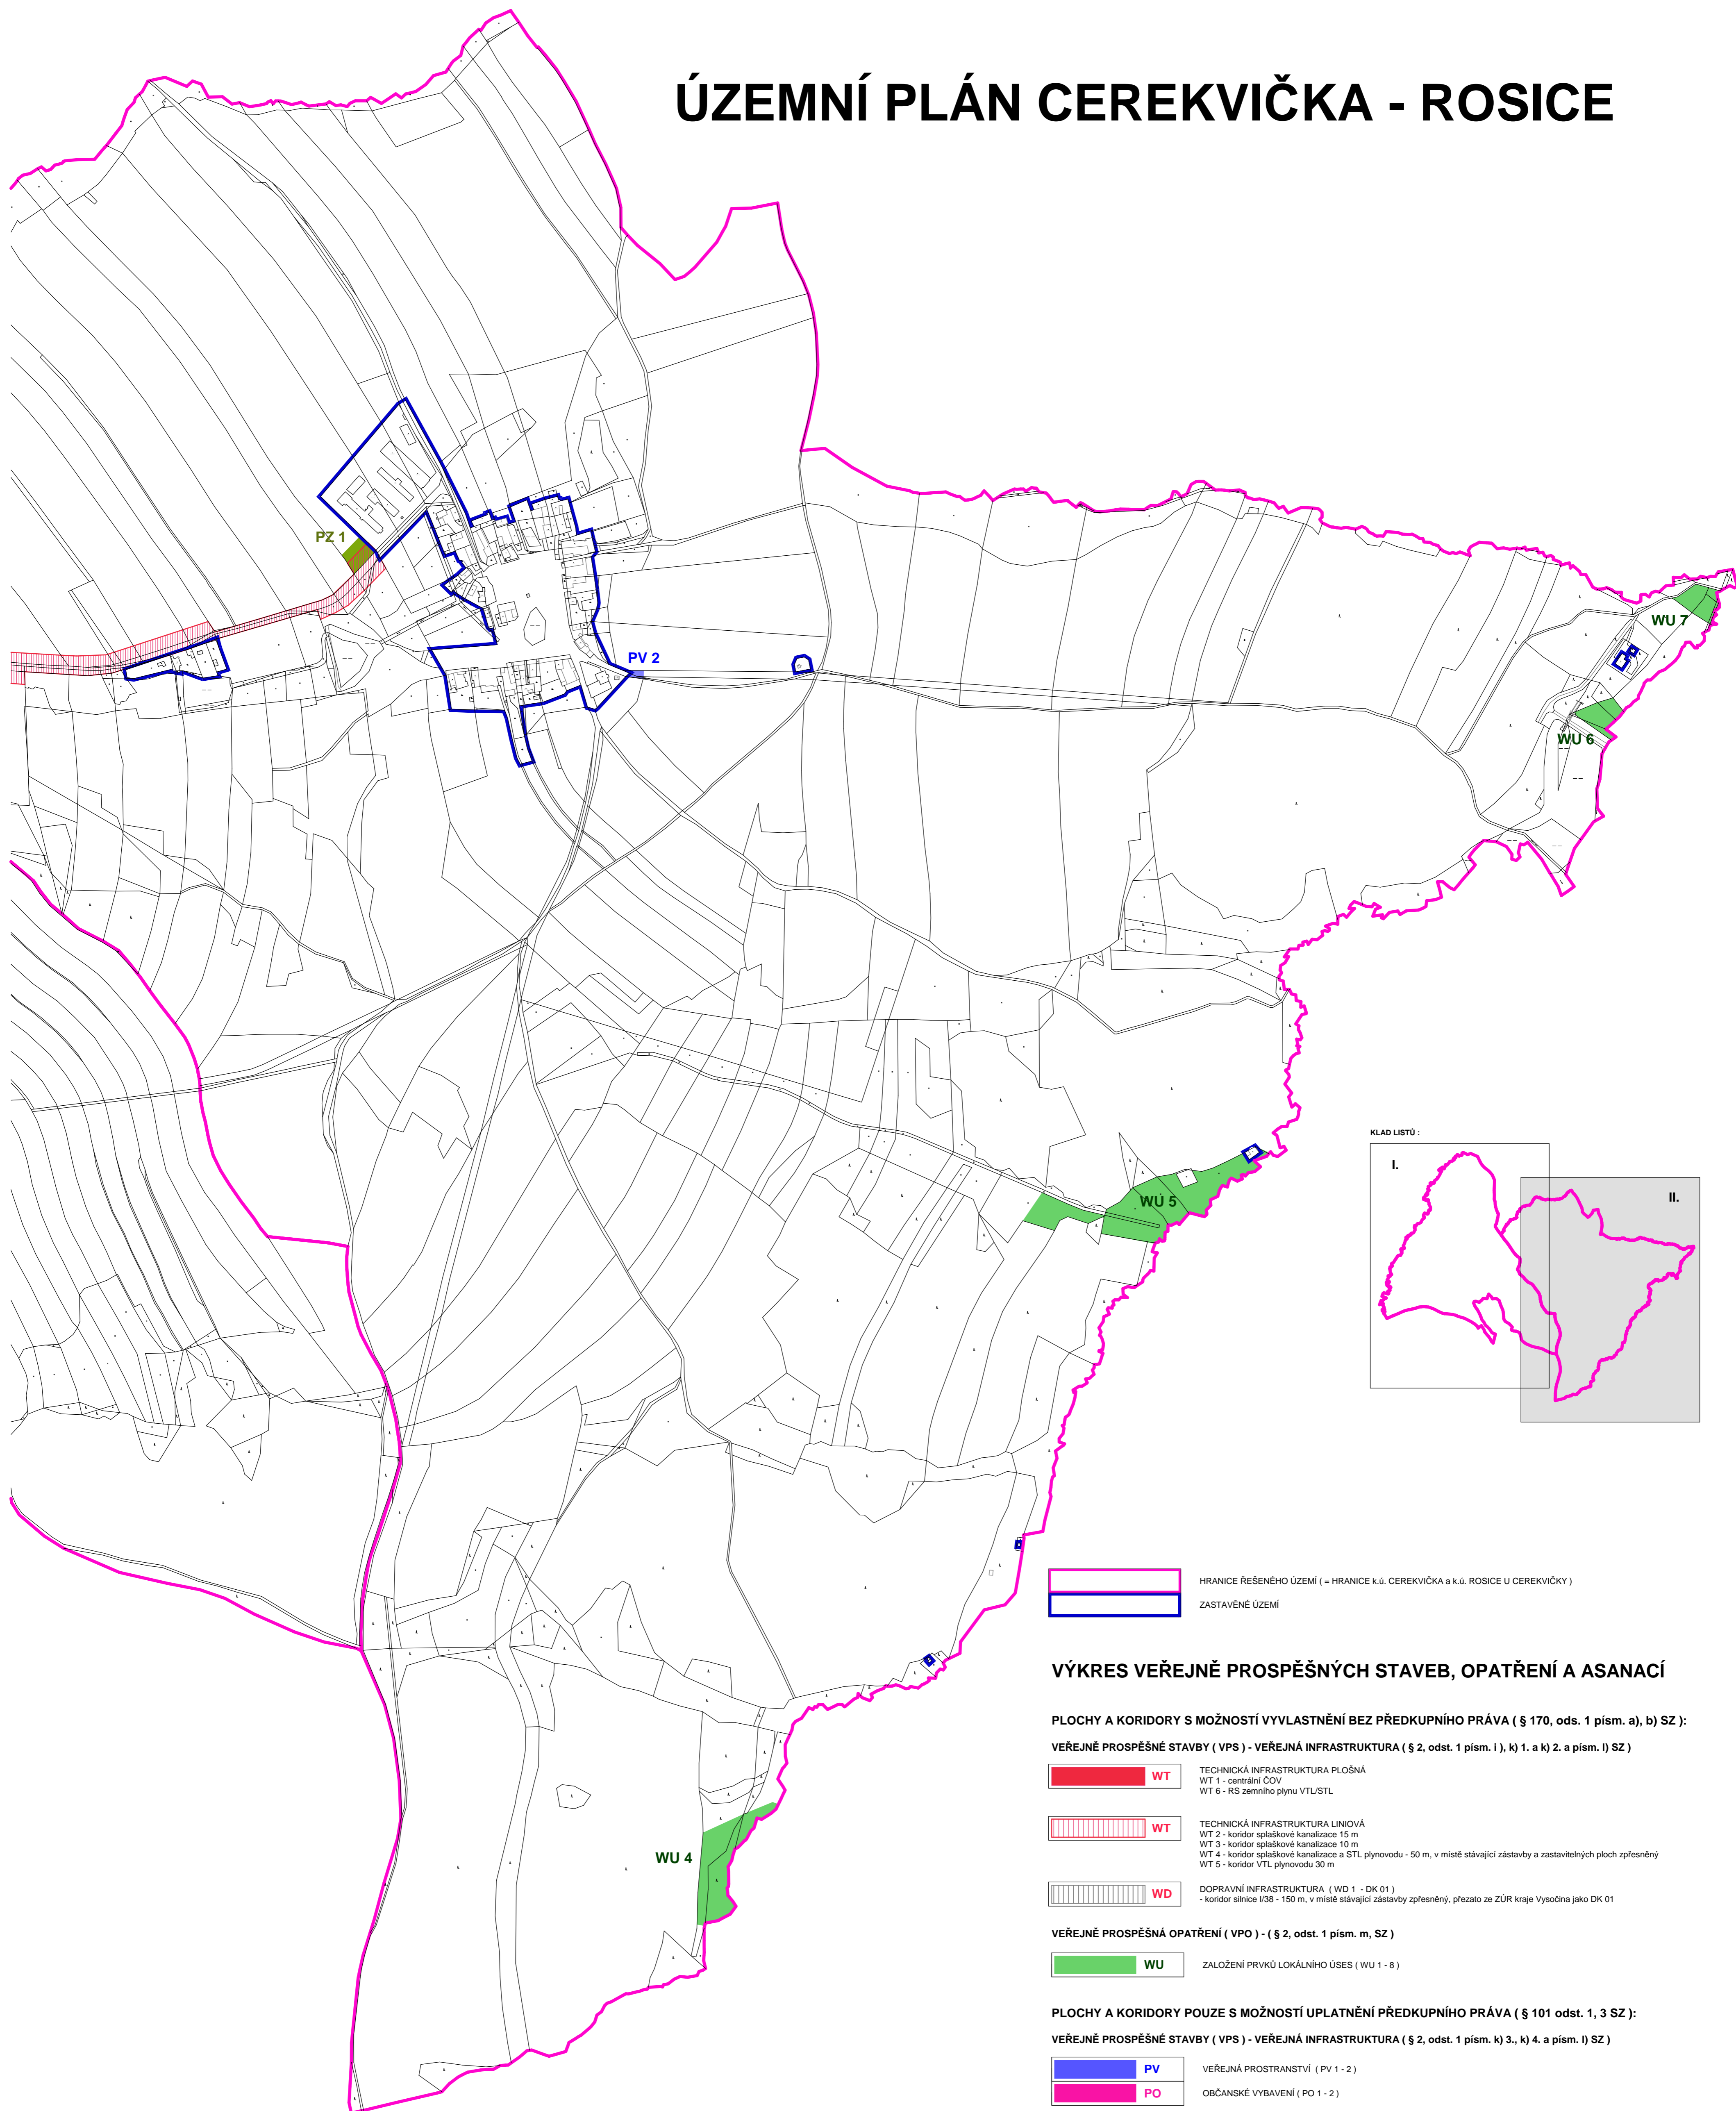 ÚZEMNÍ PLÁN CEREKVIČKA - ROSICE
PZ 1
PV 2
WU 7
WU 6
WU 5
WU 4
KLAD LISTŮ :
I.
II.
HRANICE ŘEŠENÉHO ÚZEMÍ ( = HRANICE k.ú. CEREKVIČKA a k.ú. ROSICE U CEREKVIČKY )
ZASTAVĚNÉ ÚZEMÍ
VÝKRES VEŘEJNĚ PROSPĚŠNÝCH STAVEB, OPATŘENÍ A ASANACÍ
PLOCHY A KORIDORY S MOŽNOSTÍ VYVLASTNĚNÍ BEZ PŘEDKUPNÍHO PRÁVA ( § 170, ods. 1 písm. a), b) SZ ):
VEŘEJNĚ PROSPĚŠNÉ STAVBY ( VPS ) - VEŘEJNÁ INFRASTRUKTURA ( § 2, odst. 1 písm. i ), k) 1. a k) 2. a písm. l) SZ )
WT
TECHNICKÁ INFRASTRUKTURA PLOŠNÁ
WT 1 - centrální ČOV
WT 6 - RS zemního plynu VTL/STL
WT
TECHNICKÁ INFRASTRUKTURA LINIOVÁ
WT 2 - koridor splaškové kanalizace 15 m
WT 3 - koridor splaškové kanalizace 10 m
WT 4 - koridor splaškové kanalizace a STL plynovodu - 50 m, v místě stávající zástavby a zastavitelných ploch zpřesněný
WT 5 - koridor VTL plynovodu 30 m
WD
DOPRAVNÍ INFRASTRUKTURA ( WD 1 - DK 01 )
- koridor silnice I/38 - 150 m, v místě stávající zástavby zpřesněný, přezato ze ZÚR kraje Vysočina jako DK 01
VEŘEJNĚ PROSPĚŠNÁ OPATŘENÍ ( VPO ) - ( § 2, odst. 1 písm. m, SZ )
WU
ZALOŽENÍ PRVKŮ LOKÁLNÍHO ÚSES ( WU 1 - 8 )
PLOCHY A KORIDORY POUZE S MOŽNOSTÍ UPLATNĚNÍ PŘEDKUPNÍHO PRÁVA ( § 101 odst. 1, 3 SZ ):
VEŘEJNĚ PROSPĚŠNÉ STAVBY ( VPS ) - VEŘEJNÁ INFRASTRUKTURA ( § 2, odst. 1 písm. k) 3., k) 4. a písm. l) SZ )
PV
VEŘEJNÁ PROSTRANSTVÍ ( PV 1 - 2 )
PO
OBČANSKÉ VYBAVENÍ ( PO 1 - 2 )